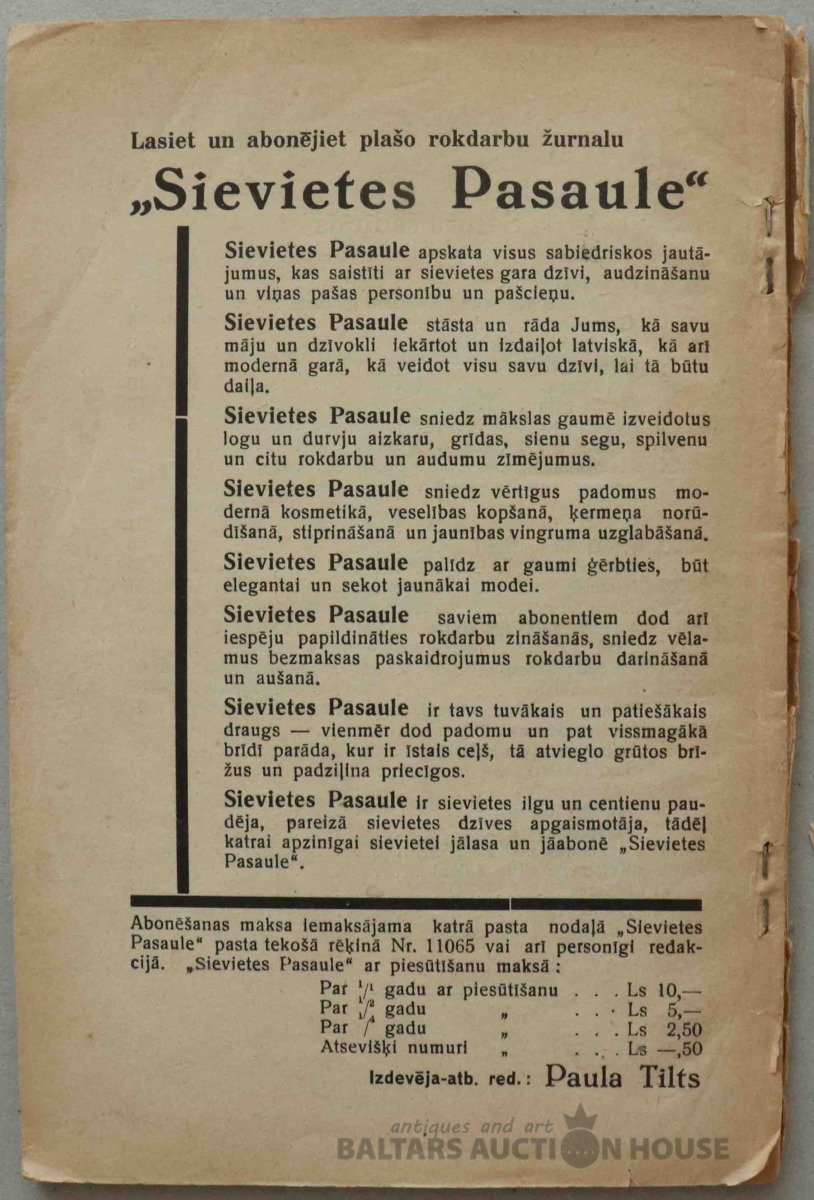 Lasiet un abonējiet plašo rokdarbu žurnalu
„Sievietes Pasaule“
Sievietes Pasaule apskata visus sabiedriskos jautā-
jumus, kas saistīti ar sievietes gara dzīvi, audzināšanu
un viņas pašas personību un pašcieņu.
Sievietes Pasaule stāsta un rāda Jums, kā savu
māju un dzīvokli iekārtot un izdaiļot latviskā, kā arī
modernā garā, kā veidot visu savu dzīvi, lai tā būtu
daiļa.
Sievietes Pasaule sniedz mākslas gaumē izveidotus
logu un durvju aizkaru, grīdas, sienu segu, spilvenu
un citu rokdarbu un audumu zīmējumus.
Sievietes Pasaule sniedz vērtīgus padomus mo-
dernā kosmetikā, veselības kopšanā, ķermeņa norū-
dīšanā, stiprināšanā un jaunības vingruma uzglabāšanā.
Sievietes Pasaule palīdz ar gaumi ģērbties, būt
elegantai un sekot jaunākai modei.
Sievietes Pasaule saviem abonentiem dod arī
iespēju papildināties rokdarbu zināšanās, sniedz vēla-
mus bezmaksas paskaidrojumus rokdarbu darināšanā
un aušanā.
Sievietes Pasaule ir tavs tuvākais un patiešākais
draugs — vienmēr dod padomu un pat vissmagākā
brīdī parāda, kur ir īstais ceļš, tā atvieglo grūtos brī-
žus un padziļina priecīgos.
Sievietes Pasaule ir sievietes ilgu un centienu pau-
dēja, pareizā sievietes dzīves apgaismotāja, tādēļ
katrai apzinīgai sievietei jālasa un jāabonē „Sievietes
Pasaule“.
Abonēšanas maksa iemaksājama katrā pasta nodaļā „Sievietes
Pasaule“ pasta tekošā rēķinā Nr. 11065 vai arī personīgi redak-
cijā. „Sievietes Pasaule“ ar piesūtīšanu maksā :
Par 1/1 gadu ar piesūtīšanu . . . Ls 10,—
Par 1/2 gadu „ . . . Ls 5,—
Par /4 gadu „ . . . Ls 2,50
Atsevišķi numuri „ . . . Ls —,50
Izdevēja-atb. red.: Paula Tilts
antiques and art
BALTARS AUCTION HOUSE